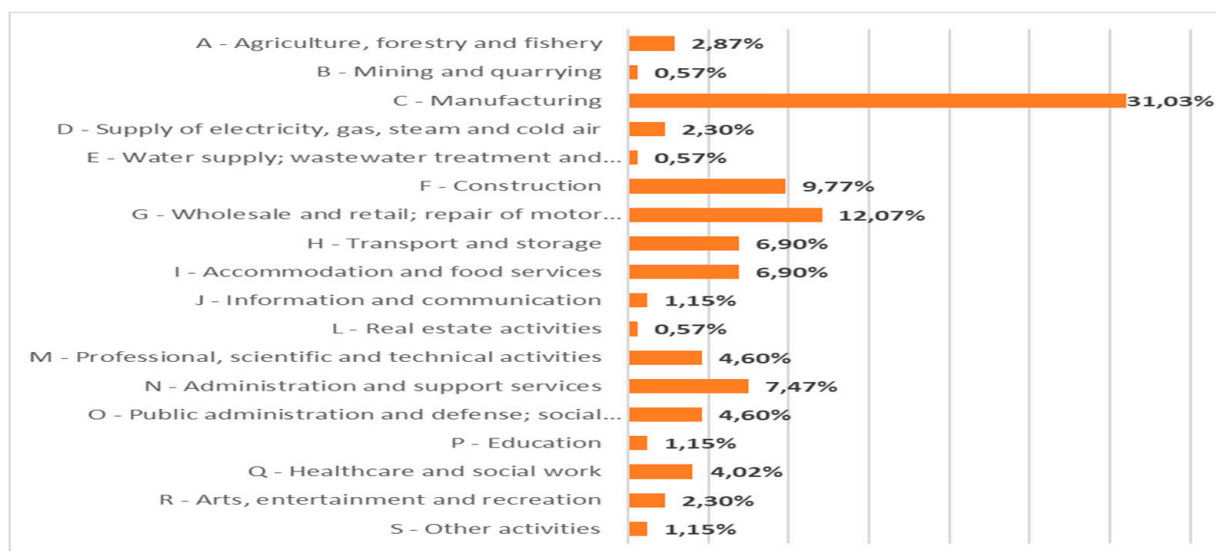 A - Agriculture, forestry and fishery 2,87%
B - Mining and quarrying 0,57%
C - Manufacturing 31,03%
D - Supply of electricity, gas, steam and cold air 2,30%
E - Water supply; wastewater treatment and... 0,57%
F - Construction 9,77%
G - Wholesale and retail; repair of motor... 12,07%
H - Transport and storage 6,90%
I - Accommodation and food services 6,90%
J - Information and communication 1,15%
L - Real estate activities 0,57%
M - Professional, scientific and technical activities 4,60%
N - Administration and support services 7,47%
O - Public administration and defense; social... 4,60%
P - Education 1,15%
Q - Healthcare and social work 4,02%
R - Arts, entertainment and recreation 2,30%
S - Other activities 1,15%